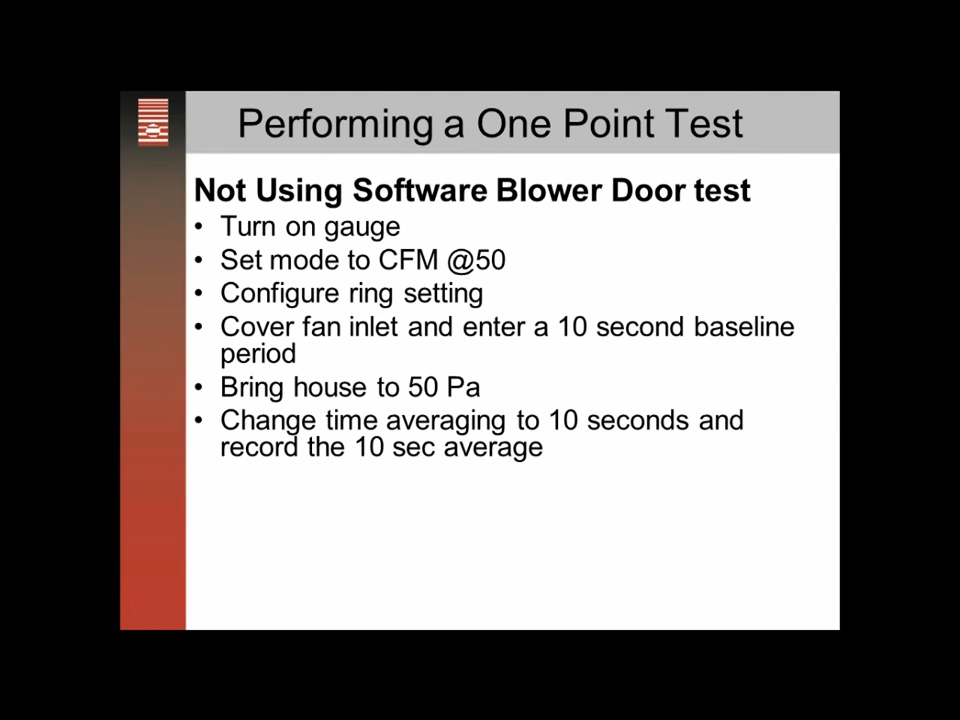 Performing a One Point Test
Not Using Software Blower Door test
• Turn on gauge
• Set mode to CFM @50
• Configure ring setting
• Cover fan inlet and enter a 10 second baseline
period
• Bring house to 50 Pa
• Change time averaging to 10 seconds and
record the 10 sec average